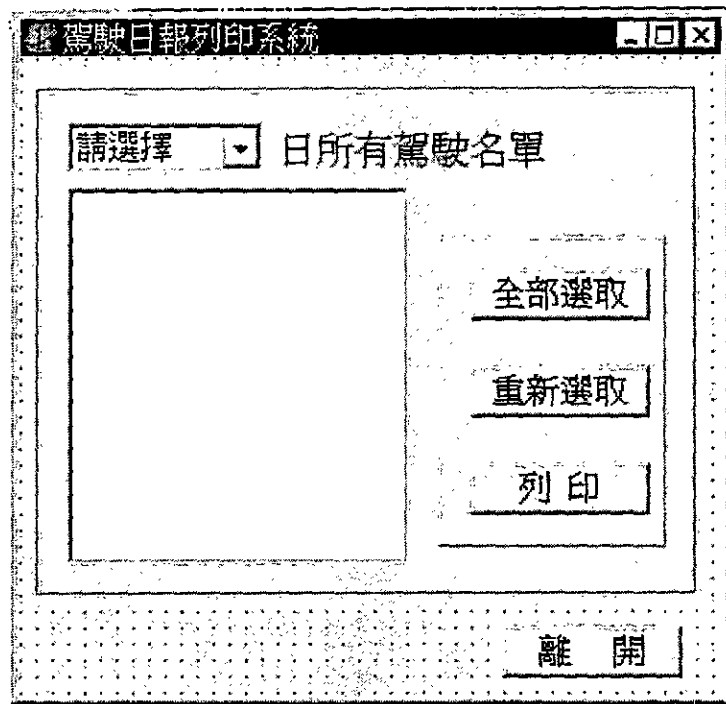 駕駛日報列印系統
請選擇 日所有駕駛名單
全部選取
重新選取
列印
離 開